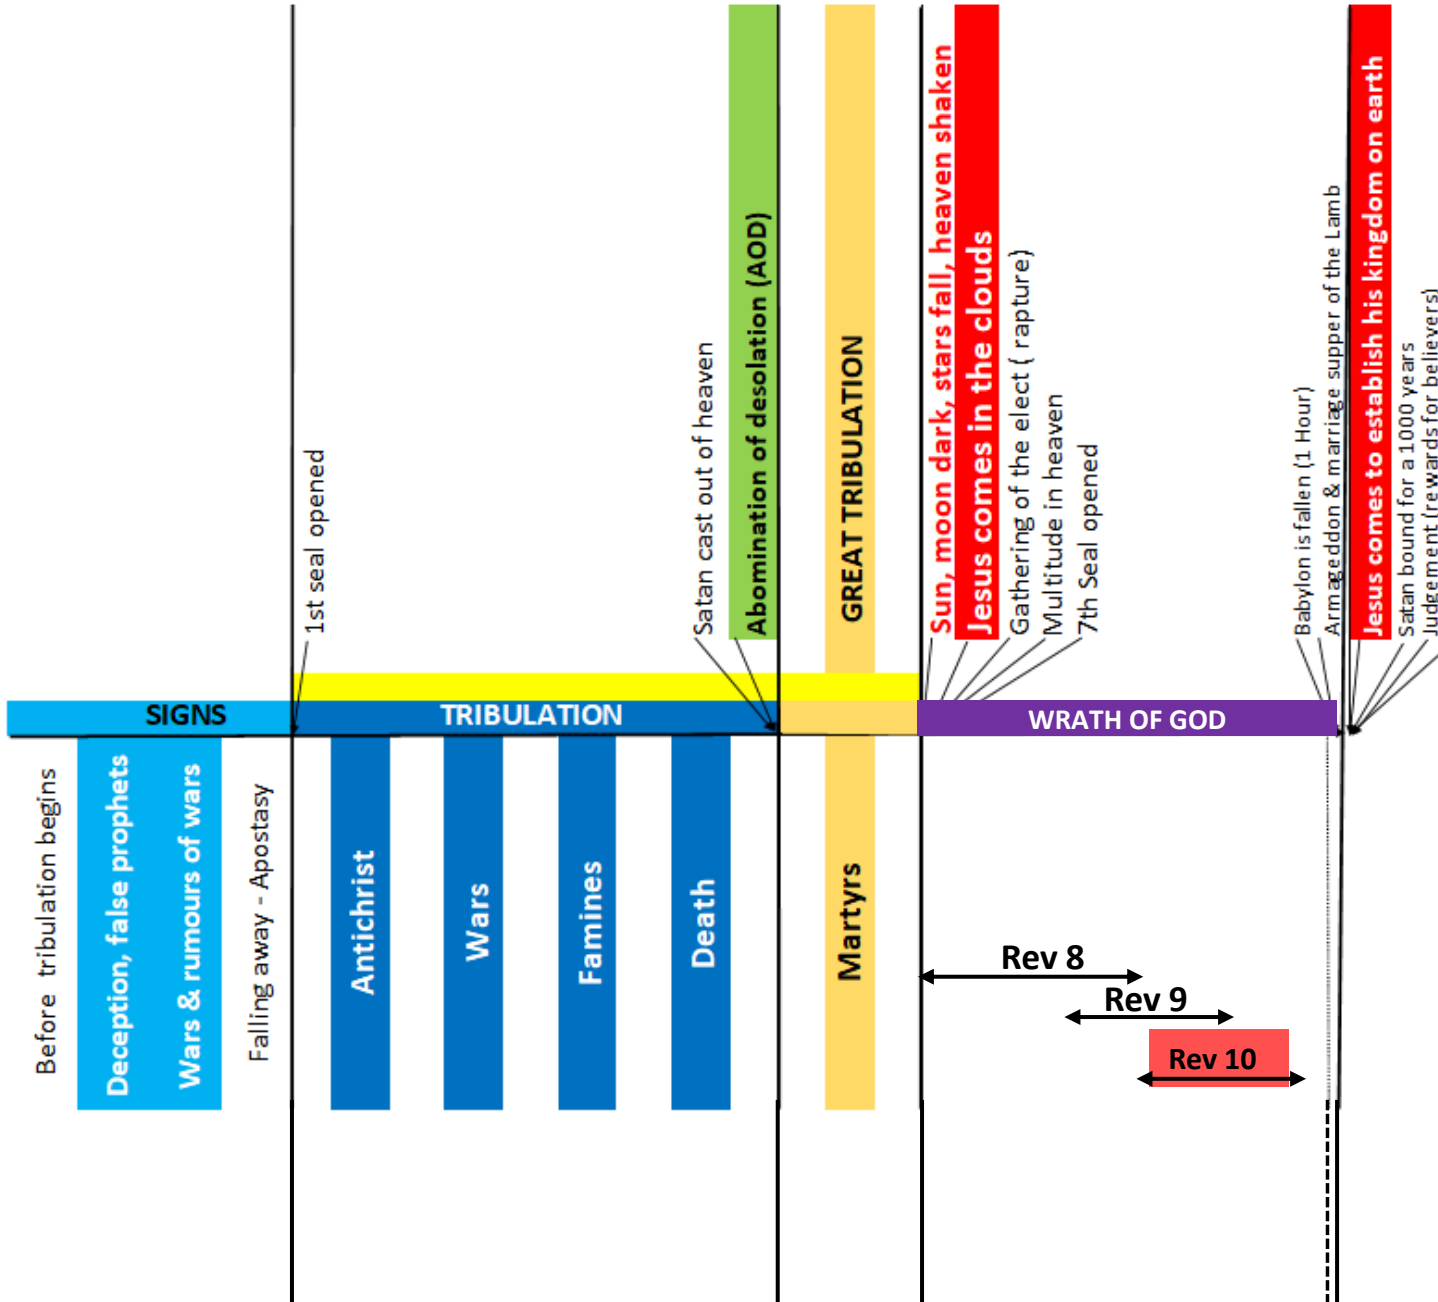 1st seal opened
Satan cast out of heaven
Abomination of desolation (AOD)
GREAT TRIBULATION
Sun, moon dark, stars fall, heaven shaken
Jesus comes in the clouds
Gathering of the elect ( rapture)
Multitude in heaven
7th Seal opened
Babylon is fallen (1 Hour)
Armageddon & marriage supper of the Lamb
Jesus comes to establish his kingdom on earth
Satan bound for a 1000 years
Judgement (rewards for believers)
SIGNS
TRIBULATION
WRATH OF GOD
Before tribulation begins
Deception, false prophets
Wars & rumours of wars
Falling away - Apostasy
Antichrist
Wars
Famines
Death
Martyrs
Rev 8
Rev 9
Rev 10